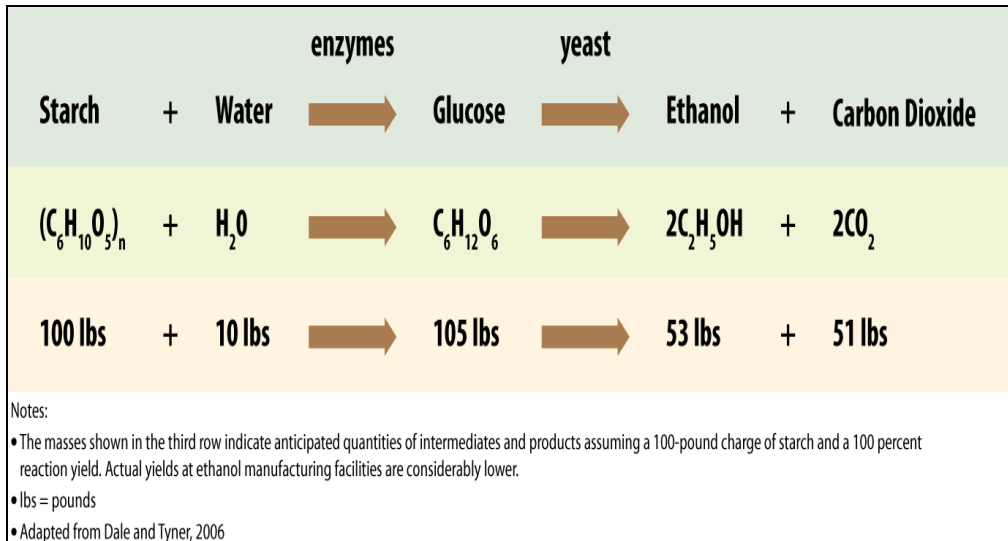 enzymes yeast
Starch + Water Glucose Ethanol + Carbon Dioxide
(C₆H₁₀O₅)ₙ + H₂O C₆H₁₂O₆ 2C₂H₅OH + 2CO₂
100 lbs + 10 lbs 105 lbs 53 lbs + 51 lbs
Notes:
• The masses shown in the third row indicate anticipated quantities of intermediates and products assuming a 100-pound charge of starch and a 100 percent
reaction yield. Actual yields at ethanol manufacturing facilities are considerably lower.
• lbs = pounds
• Adapted from Dale and Tyner, 2006